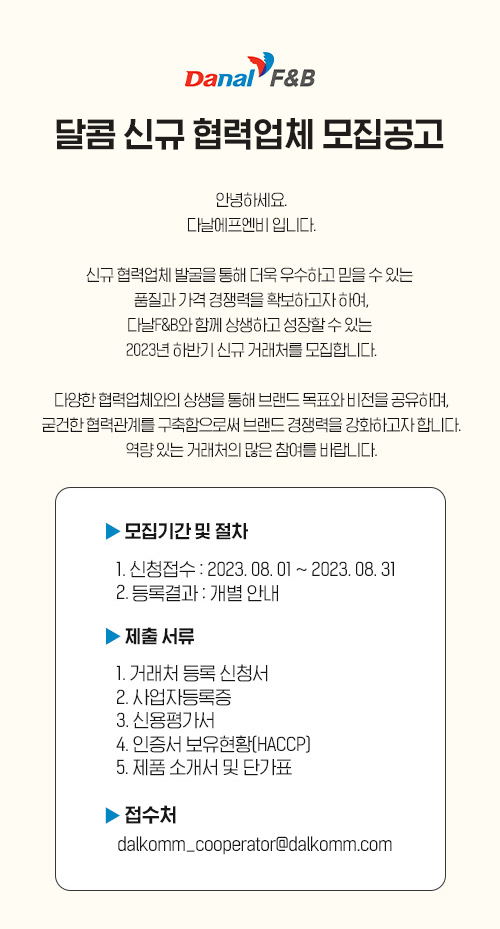 Danal F&B
달콤 신규 협력업체 모집공고
안녕하세요.
다날에프엔비 입니다.
신규 협력업체 발굴을 통해 더욱 우수하고 믿을 수 있는
품질과 가격 경쟁력을 확보하고자 하여,
다날F&B와 함께 상생하고 성장할 수 있는
2023년 하반기 신규 거래처를 모집합니다.
다양한 협력업체와의 상생을 통해 브랜드 목표와 비전을 공유하며,
굳건한 협력관계를 구축함으로써 브랜드 경쟁력을 강화하고자 합니다.
역량 있는 거래처의 많은 참여를 바랍니다.
▶ 모집기간 및 절차
1. 신청접수 : 2023. 08. 01 ~ 2023. 08. 31
2. 등록결과 : 개별 안내
▶ 제출 서류
1. 거래처 등록 신청서
2. 사업자등록증
3. 신용평가서
4. 인증서 보유현황(HACCP)
5. 제품 소개서 및 단가표
▶ 접수처
dalkomm_cooperator@dalkomm.com